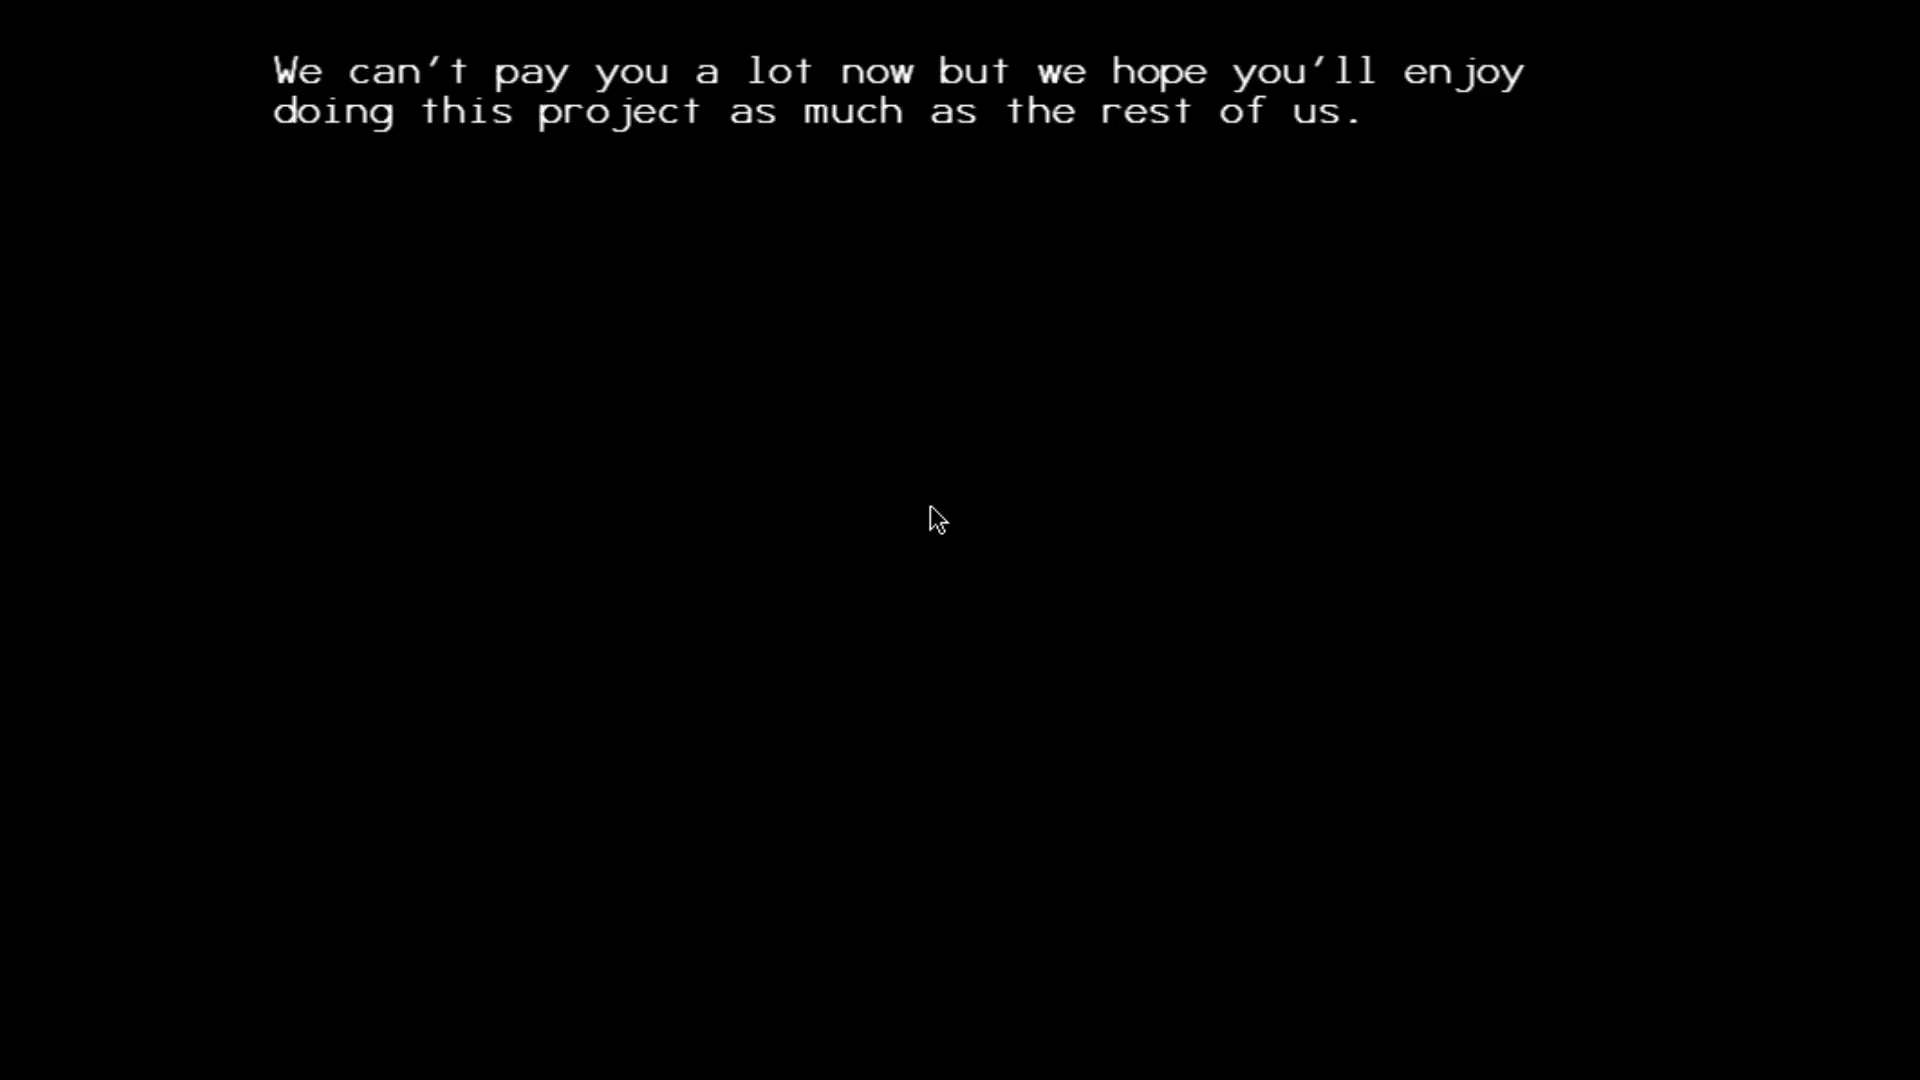 We can't pay you a lot now but we hope you'll enjoy
doing this project as much as the rest of us.